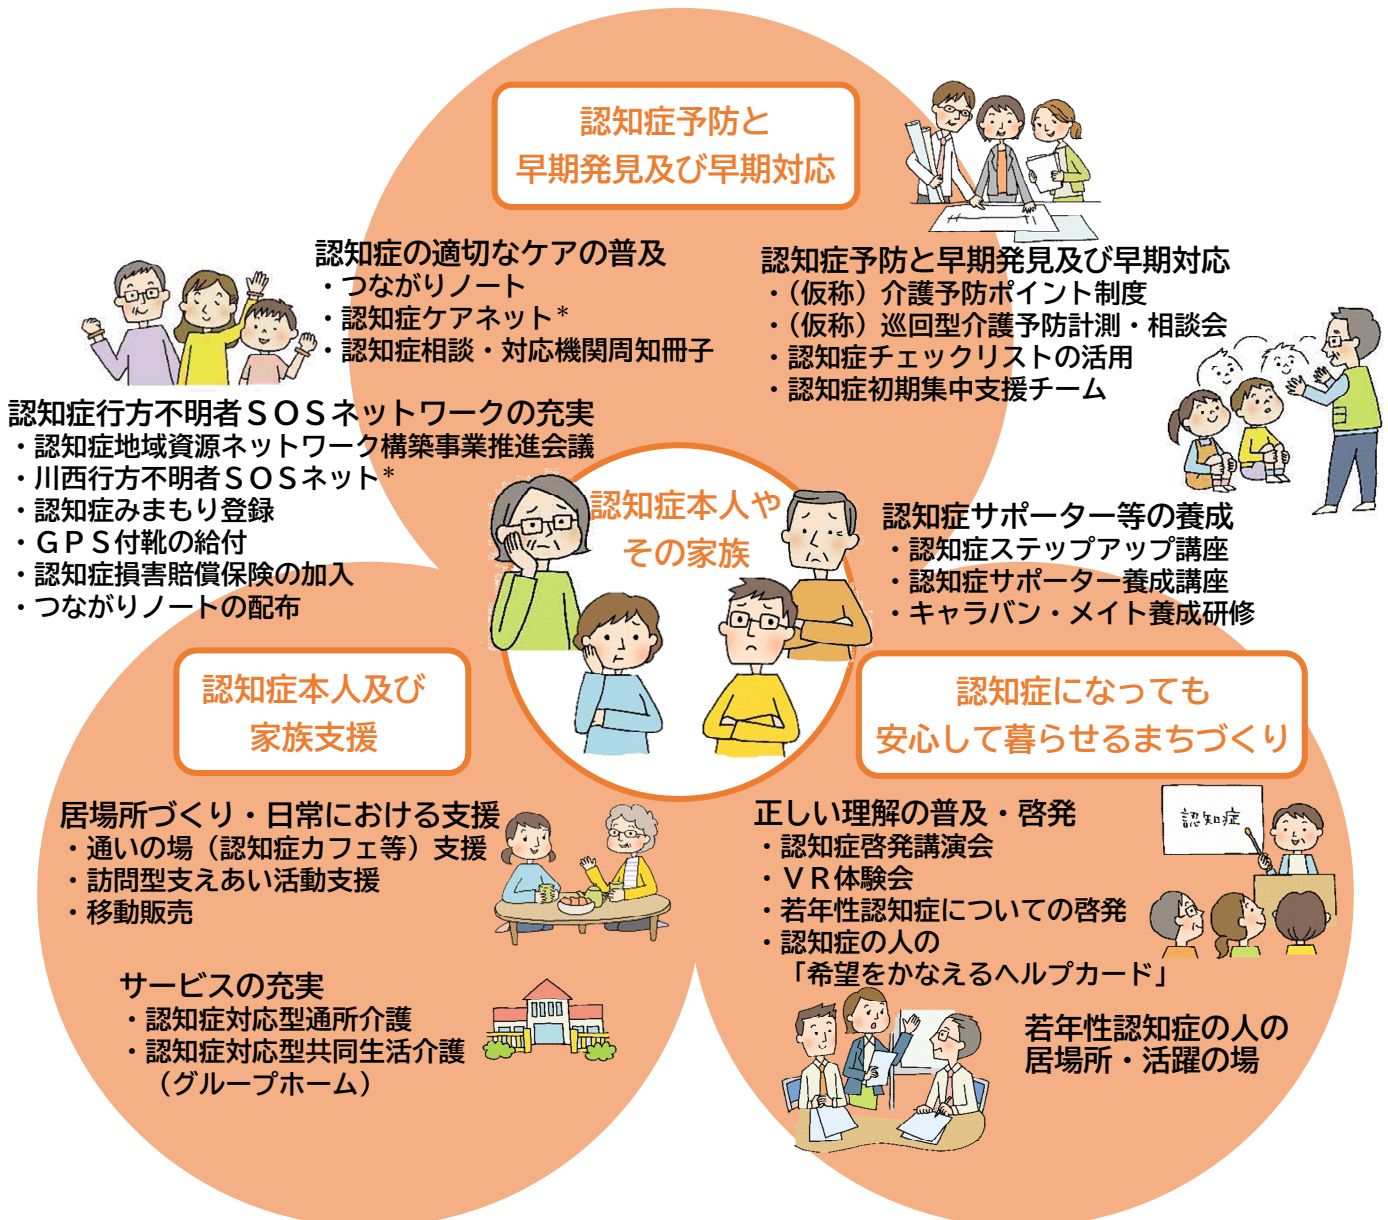 認知症予防と
早期発見及び早期対応
認知症の適切なケアの普及
・つながりノート
・認知症ケアネット*
・認知症相談・対応機関周知冊子
認知症予防と早期発見及び早期対応
・(仮称）介護予防ポイント制度
・(仮称）巡回型介護予防計測・相談会
・認知症チェックリストの活用
・認知症初期集中支援チーム
認知症行方不明者ＳＯＳネットワークの充実
・認知症地域資源ネットワーク構築事業推進会議
・川西行方不明者ＳＯＳネット*
・認知症みまもり登録
・ＧＰＳ付靴の給付
・認知症損害賠償保険の加入
・つながりノートの配布
認知症本人や
その家族
認知症サポーター等の養成
・認知症ステップアップ講座
・認知症サポーター養成講座
・キャラバン・メイト養成研修
認知症本人及び
家族支援
居場所づくり・日常における支援
・通いの場（認知症カフェ等）支援
・訪問型支えあい活動支援
・移動販売
サービスの充実
・認知症対応型通所介護
・認知症対応型共同生活介護
（グループホーム）
認知症になっても
安心して暮らせるまちづくり
正しい理解の普及・啓発
・認知症啓発講演会
・ＶＲ体験会
・若年性認知症についての啓発
・認知症の人の
「希望をかなえるヘルプカード」
認知症
若年性認知症の人の
居場所・活躍の場